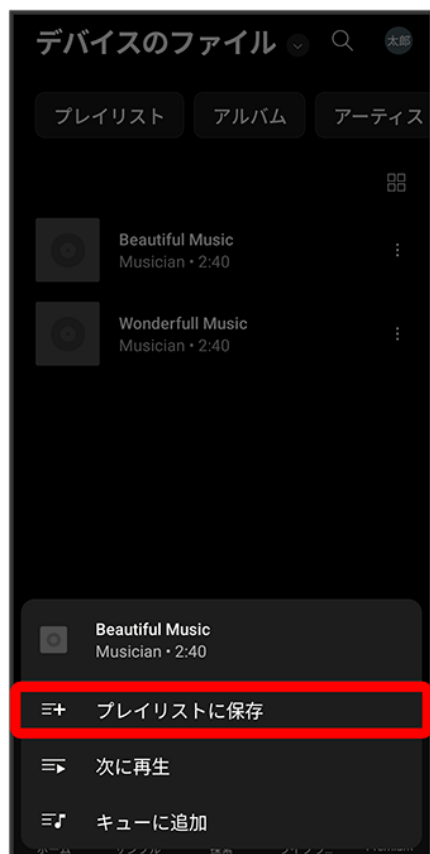 デバイスのファイル
太郎
プレイリスト アルバム アーティス
Beautiful Music
Musician • 2:40
Wonderfull Music
Musician • 2:40
Beautiful Music
Musician • 2:40
プレイリストに保存
次に再生
キューに追加